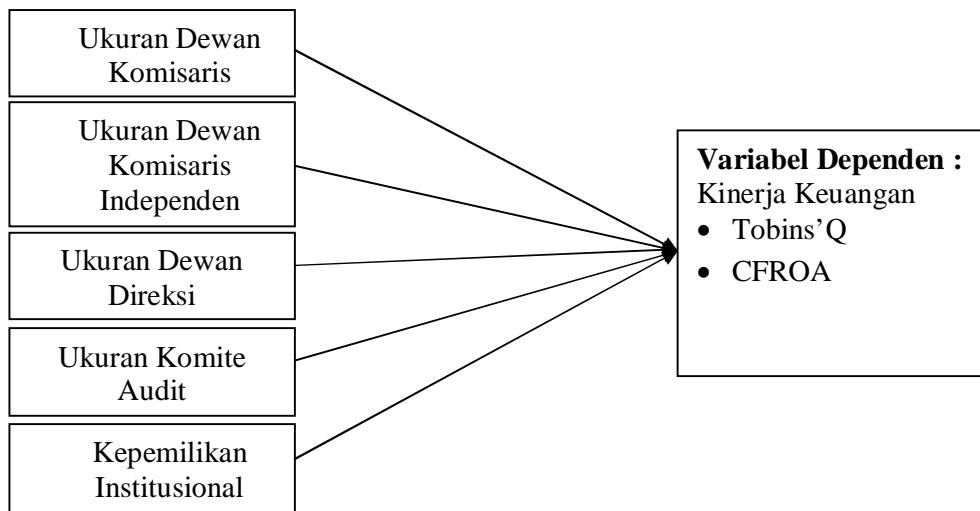 Ukuran Dewan
Komisaris
Ukuran Dewan
Komisaris
Independen
Ukuran Dewan
Direksi
Ukuran Komite
Audit
Kepemilikan
Institusional
Variabel Dependen :
Kinerja Keuangan
• Tobins’Q
• CFROA